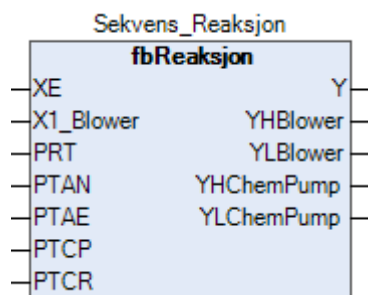 Sekvens_Reaksjon
fbReaksjon
XE Y
X1_Blower YHBlower
PRT YLBlower
PTAN YHChemPump
PTAE YLChemPump
PTCP
PTCR